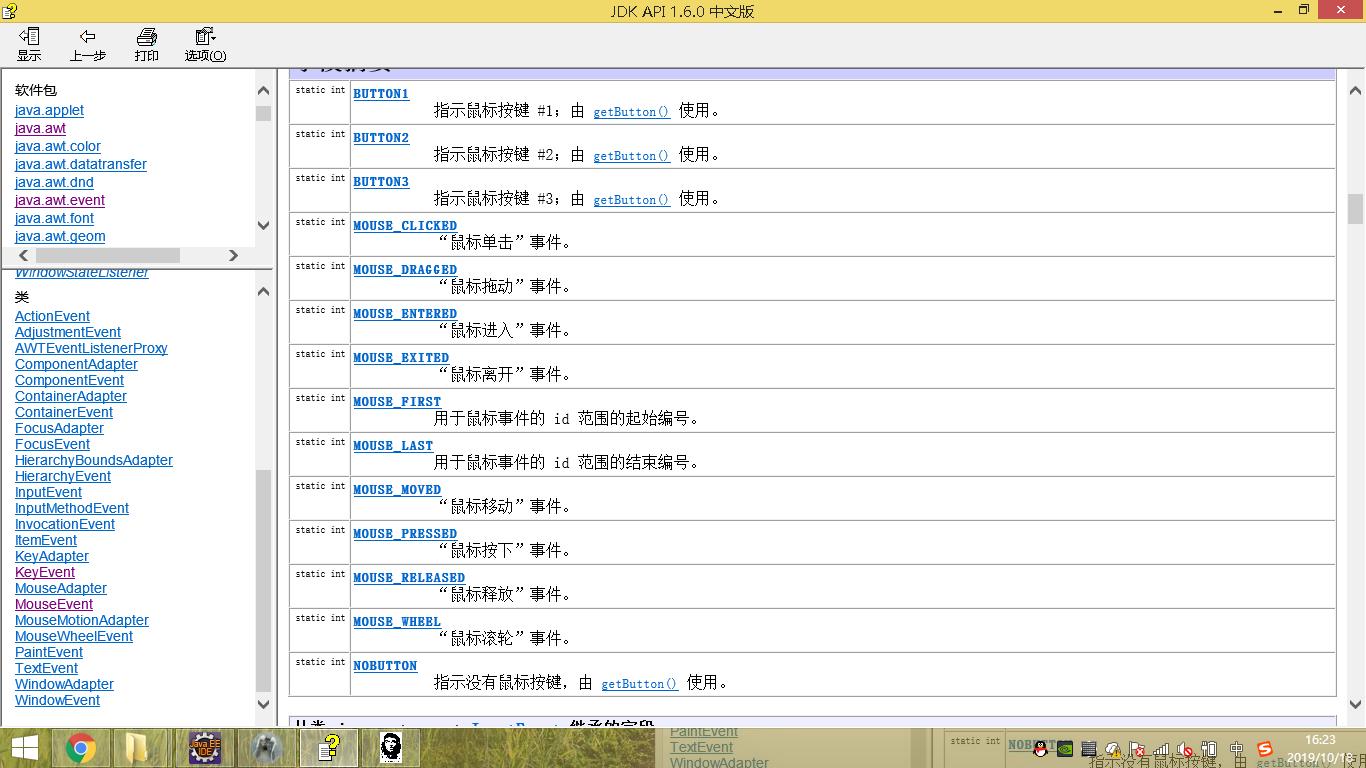 JDK API 1.6.0 中文版
显示 上一步 打印 选项(O)
软件包
java.applet
java.awt
java.awt.color
java.awt.datatransfer
java.awt.dnd
java.awt.event
java.awt.font
java.awt.geom
WindowStateListener
类
ActionEvent
AdjustmentEvent
AWTEventListenerProxy
ComponentAdapter
ComponentEvent
ContainerAdapter
ContainerEvent
FocusAdapter
FocusEvent
HierarchyBoundsAdapter
HierarchyEvent
InputEvent
InputMethodEvent
InvocationEvent
ItemEvent
KeyAdapter
KeyEvent
MouseAdapter
MouseEvent
MouseMotionAdapter
MouseWheelEvent
PaintEvent
TextEvent
WindowAdapter
WindowEvent
static int BUTTON1
指示鼠标按键 #1；由 getButton() 使用。
static int BUTTON2
指示鼠标按键 #2；由 getButton() 使用。
static int BUTTON3
指示鼠标按键 #3；由 getButton() 使用。
static int MOUSE_CLICKED
“鼠标单击”事件。
static int MOUSE_DRAGGED
“鼠标拖动”事件。
static int MOUSE_ENTERED
“鼠标进入”事件。
static int MOUSE_EXITED
“鼠标离开”事件。
static int MOUSE_FIRST
用于鼠标事件的 id 范围的起始编号。
static int MOUSE_LAST
用于鼠标事件的 id 范围的结束编号。
static int MOUSE_MOVED
“鼠标移动”事件。
static int MOUSE_PRESSED
“鼠标按下”事件。
static int MOUSE_RELEASED
“鼠标释放”事件。
static int MOUSE_WHEEL
“鼠标滚轮”事件。
static int NOBUTTON
指示没有鼠标按键，由 getButton() 使用。
Java EE
IDE
PaintEvent
TextEvent
WindowAdapter
static int
指示没有鼠标按键，由 getButton() 使
中
16:23
2019/10/18